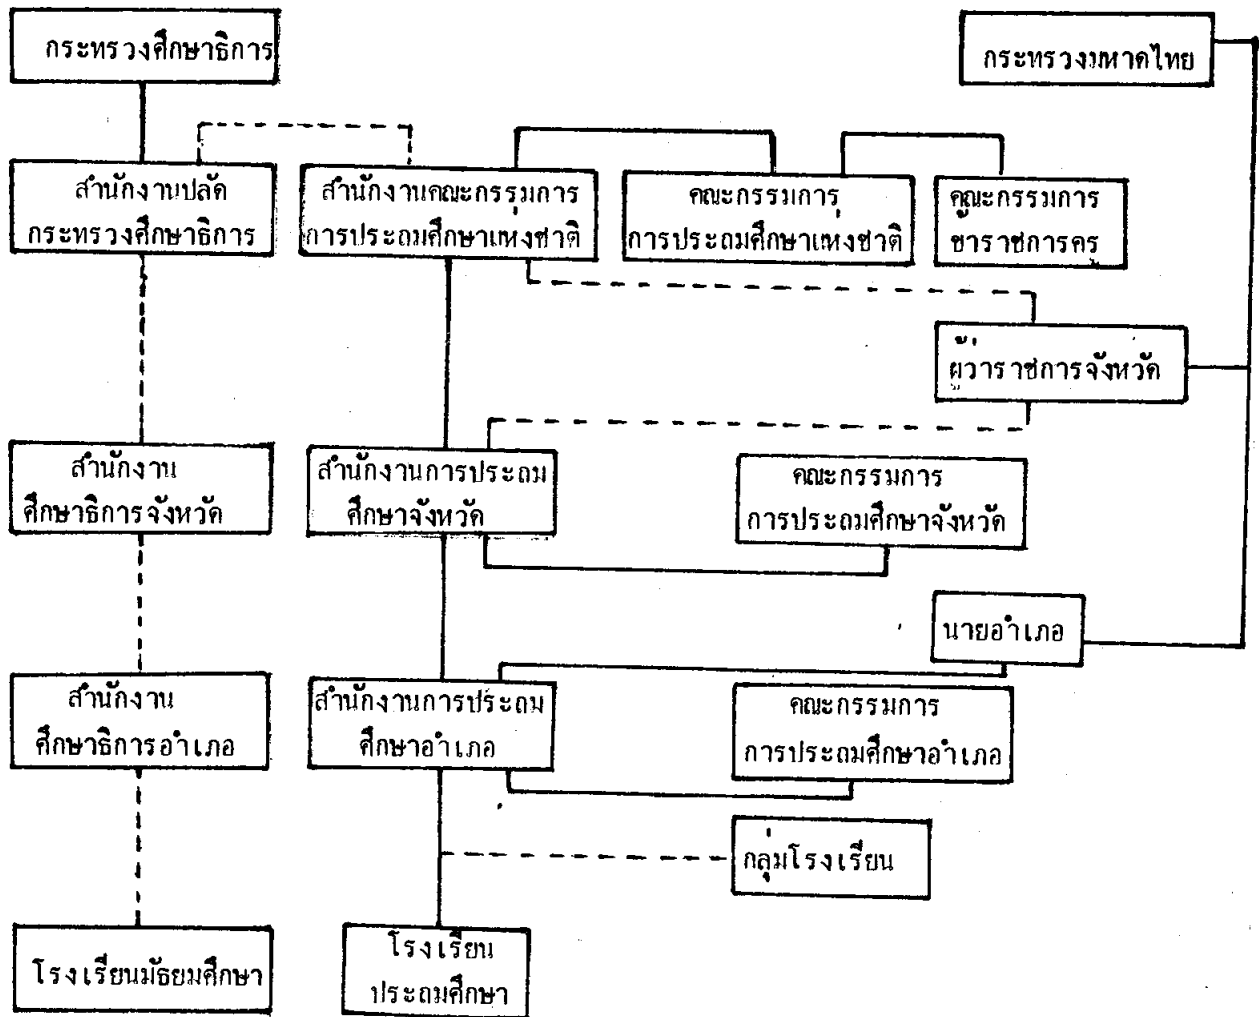 กระทรวงศึกษาธิการ
กระทรวงมหาดไทย
สำนักงานปลัด
กระทรวงศึกษาธิการ
สำนักงานคณะกรรมการ
การประถมศึกษาแห่งชาติ
คณะกรรมการ
การประถมศึกษาแห่งชาติ
คณะกรรมการ
ข้าราชการครู
ผู้ว่าราชการจังหวัด
สำนักงาน
ศึกษาธิการจังหวัด
สำนักงานการประถม
ศึกษาจังหวัด
คณะกรรมการ
การประถมศึกษาจังหวัด
นายอำเภอ
สำนักงาน
ศึกษาธิการอำเภอ
สำนักงานการประถม
ศึกษาอำเภอ
คณะกรรมการ
การประถมศึกษาอำเภอ
กลุ่มโรงเรียน
โรงเรียนมัธยมศึกษา
โรงเรียน
ประถมศึกษา